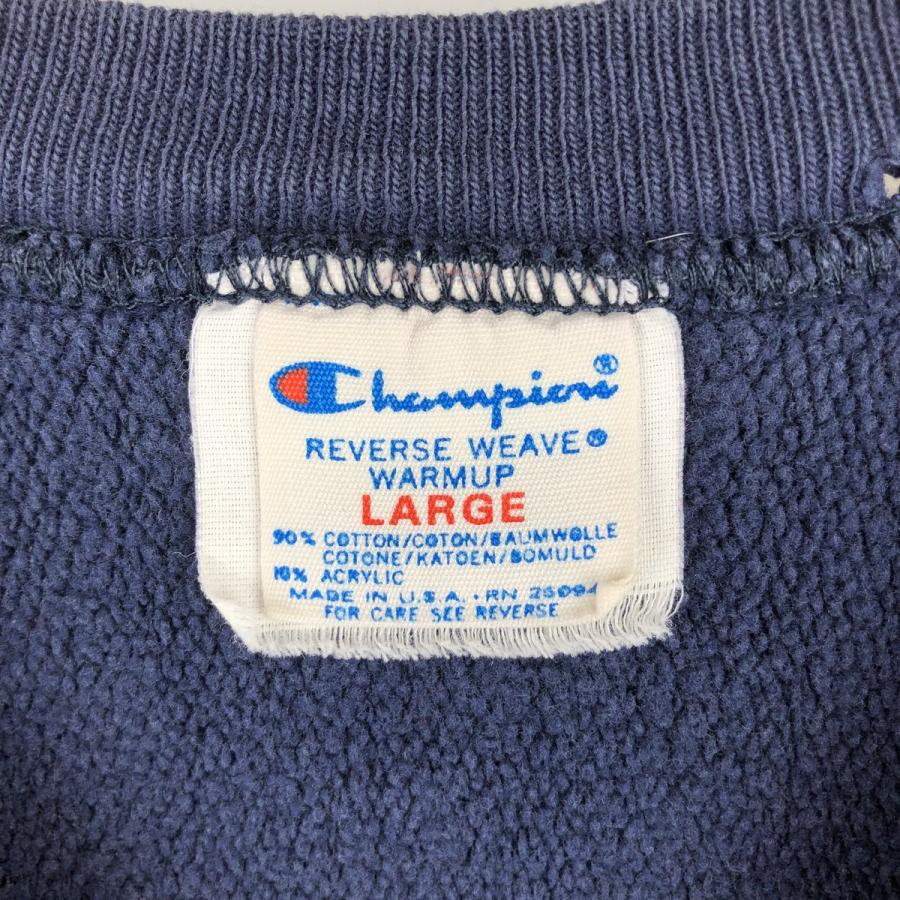 Champion®
REVERSE WEAVE®
WARMUP
LARGE
90% COTTON/COTON/BAUMWOLLE
COTONE/KATOEN/BOMULD
10% ACRYLIC
MADE IN U.S.A. · RN 26094
FOR CARE SEE REVERSE